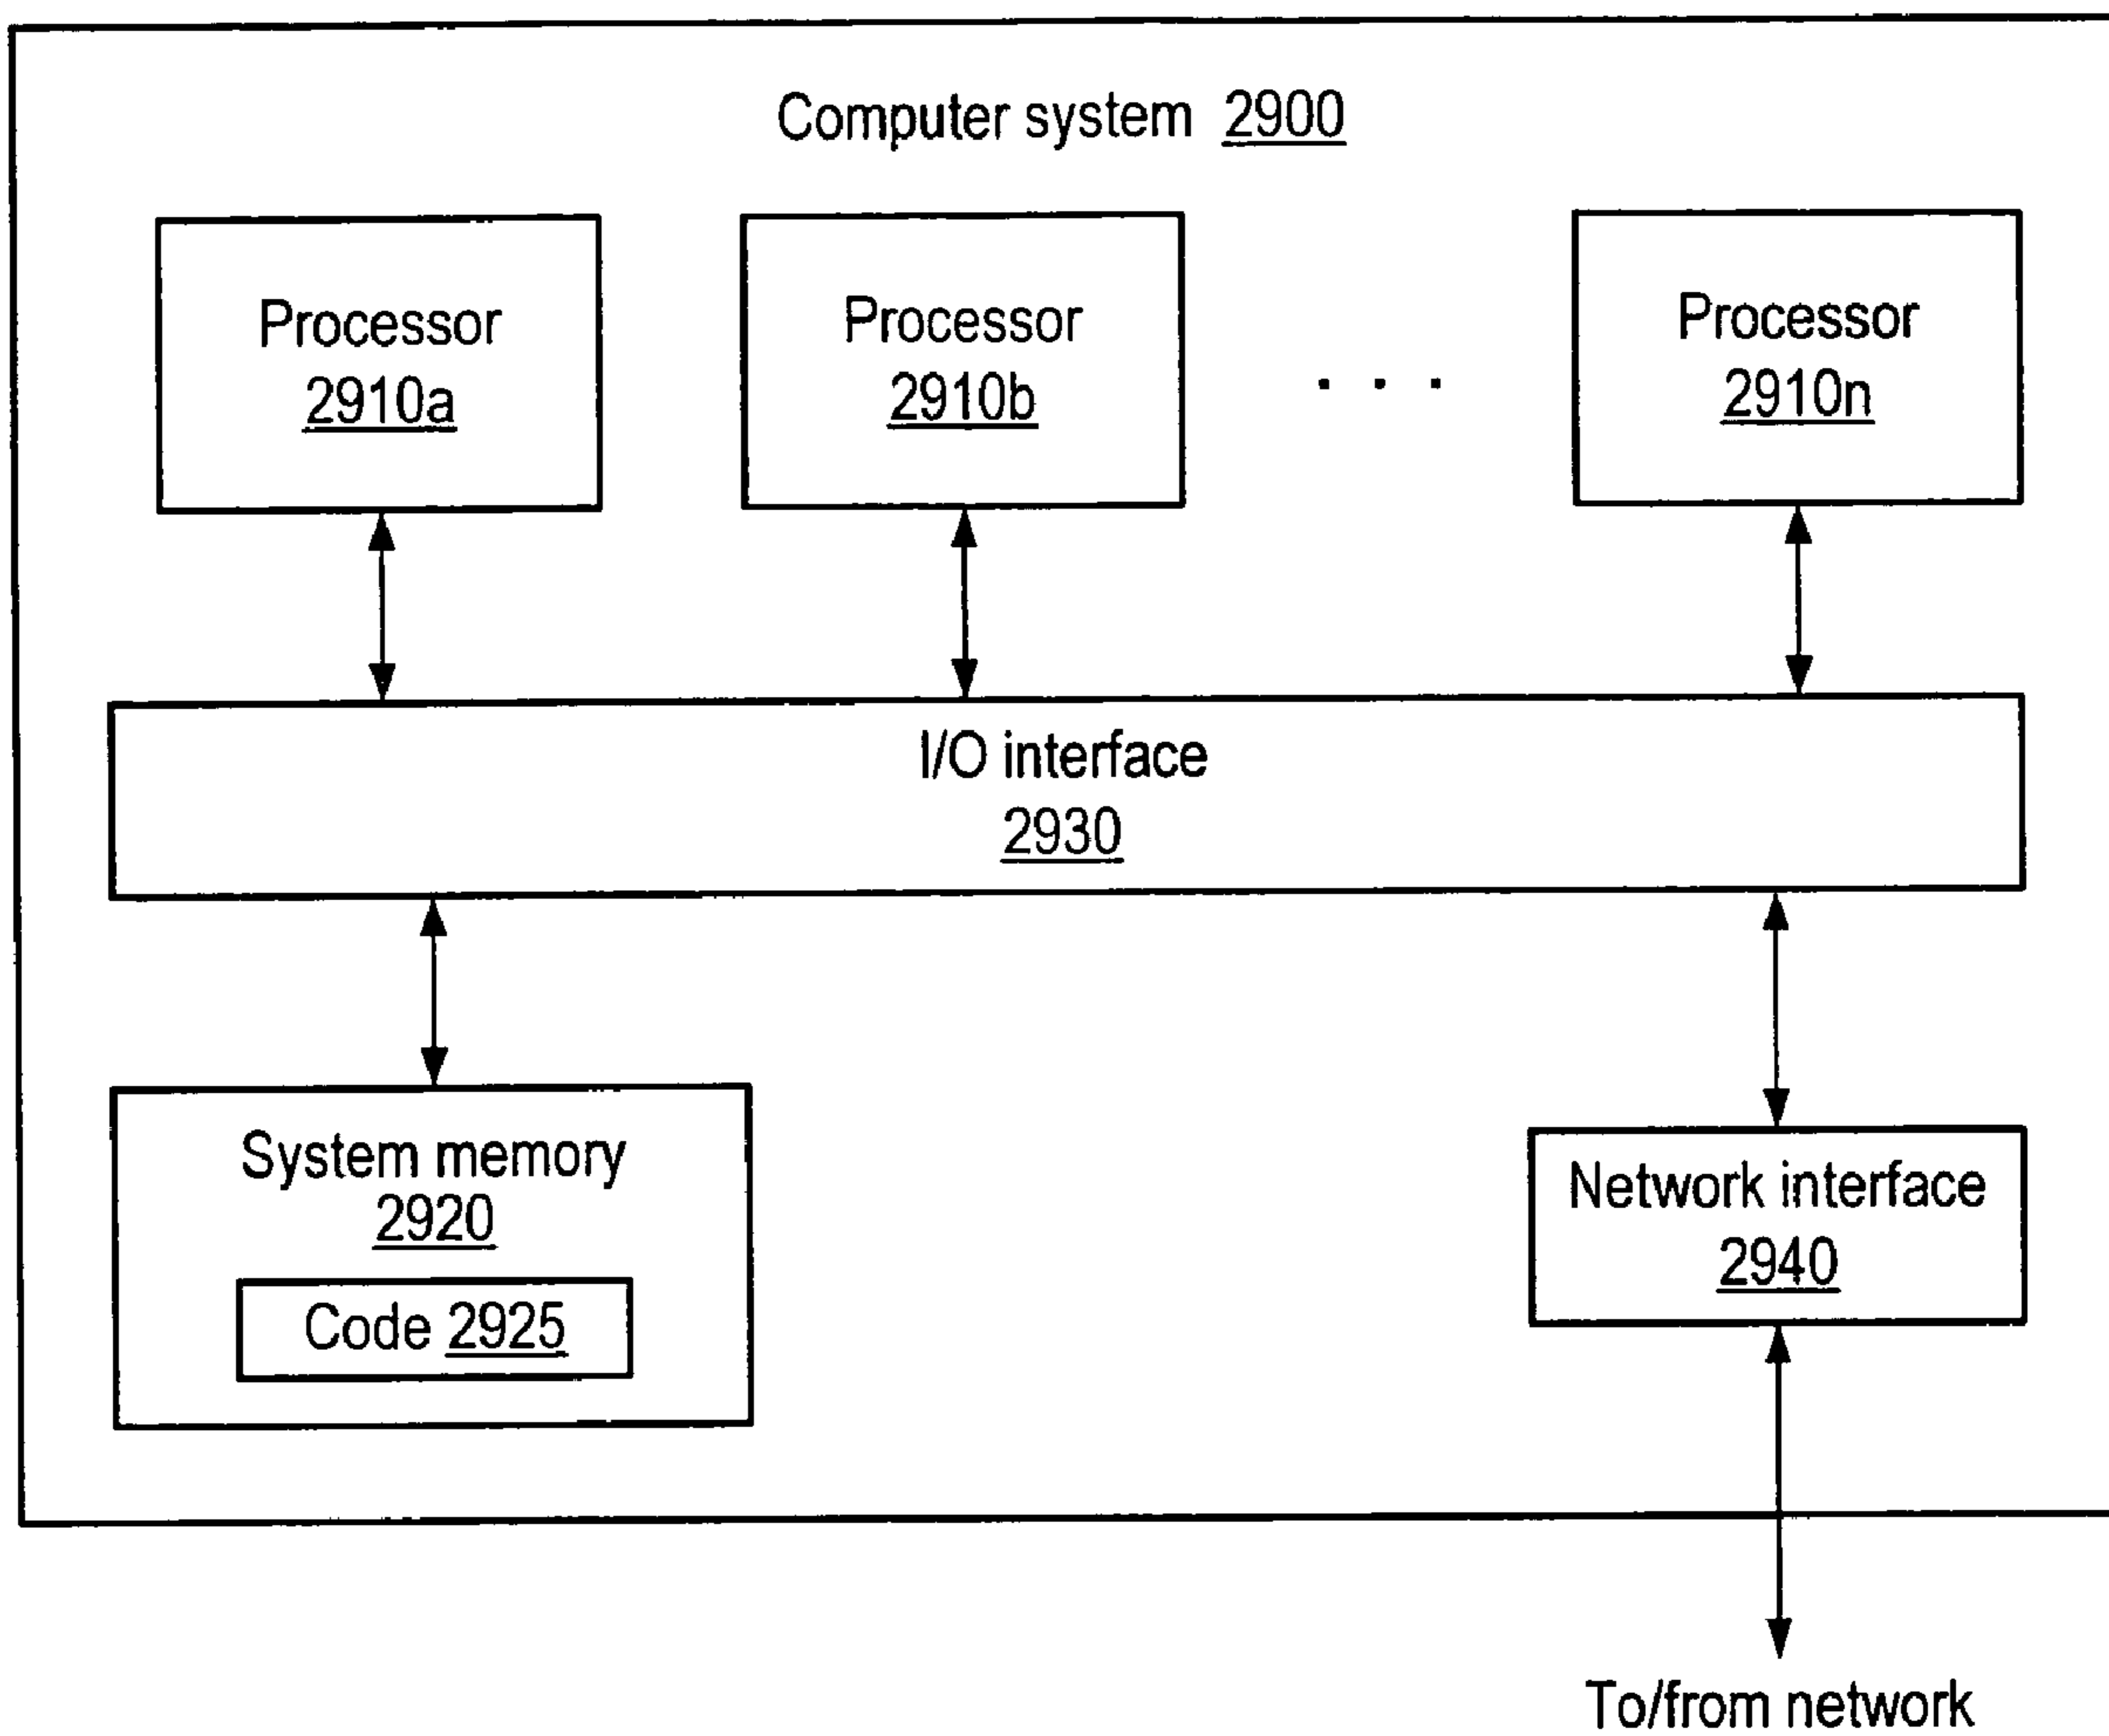 Computer system 2900
Processor
2910a
Processor
2910b
. . .
Processor
2910n
I/O interface
2930
System memory
2920
Code 2925
Network interface
2940
To/from network